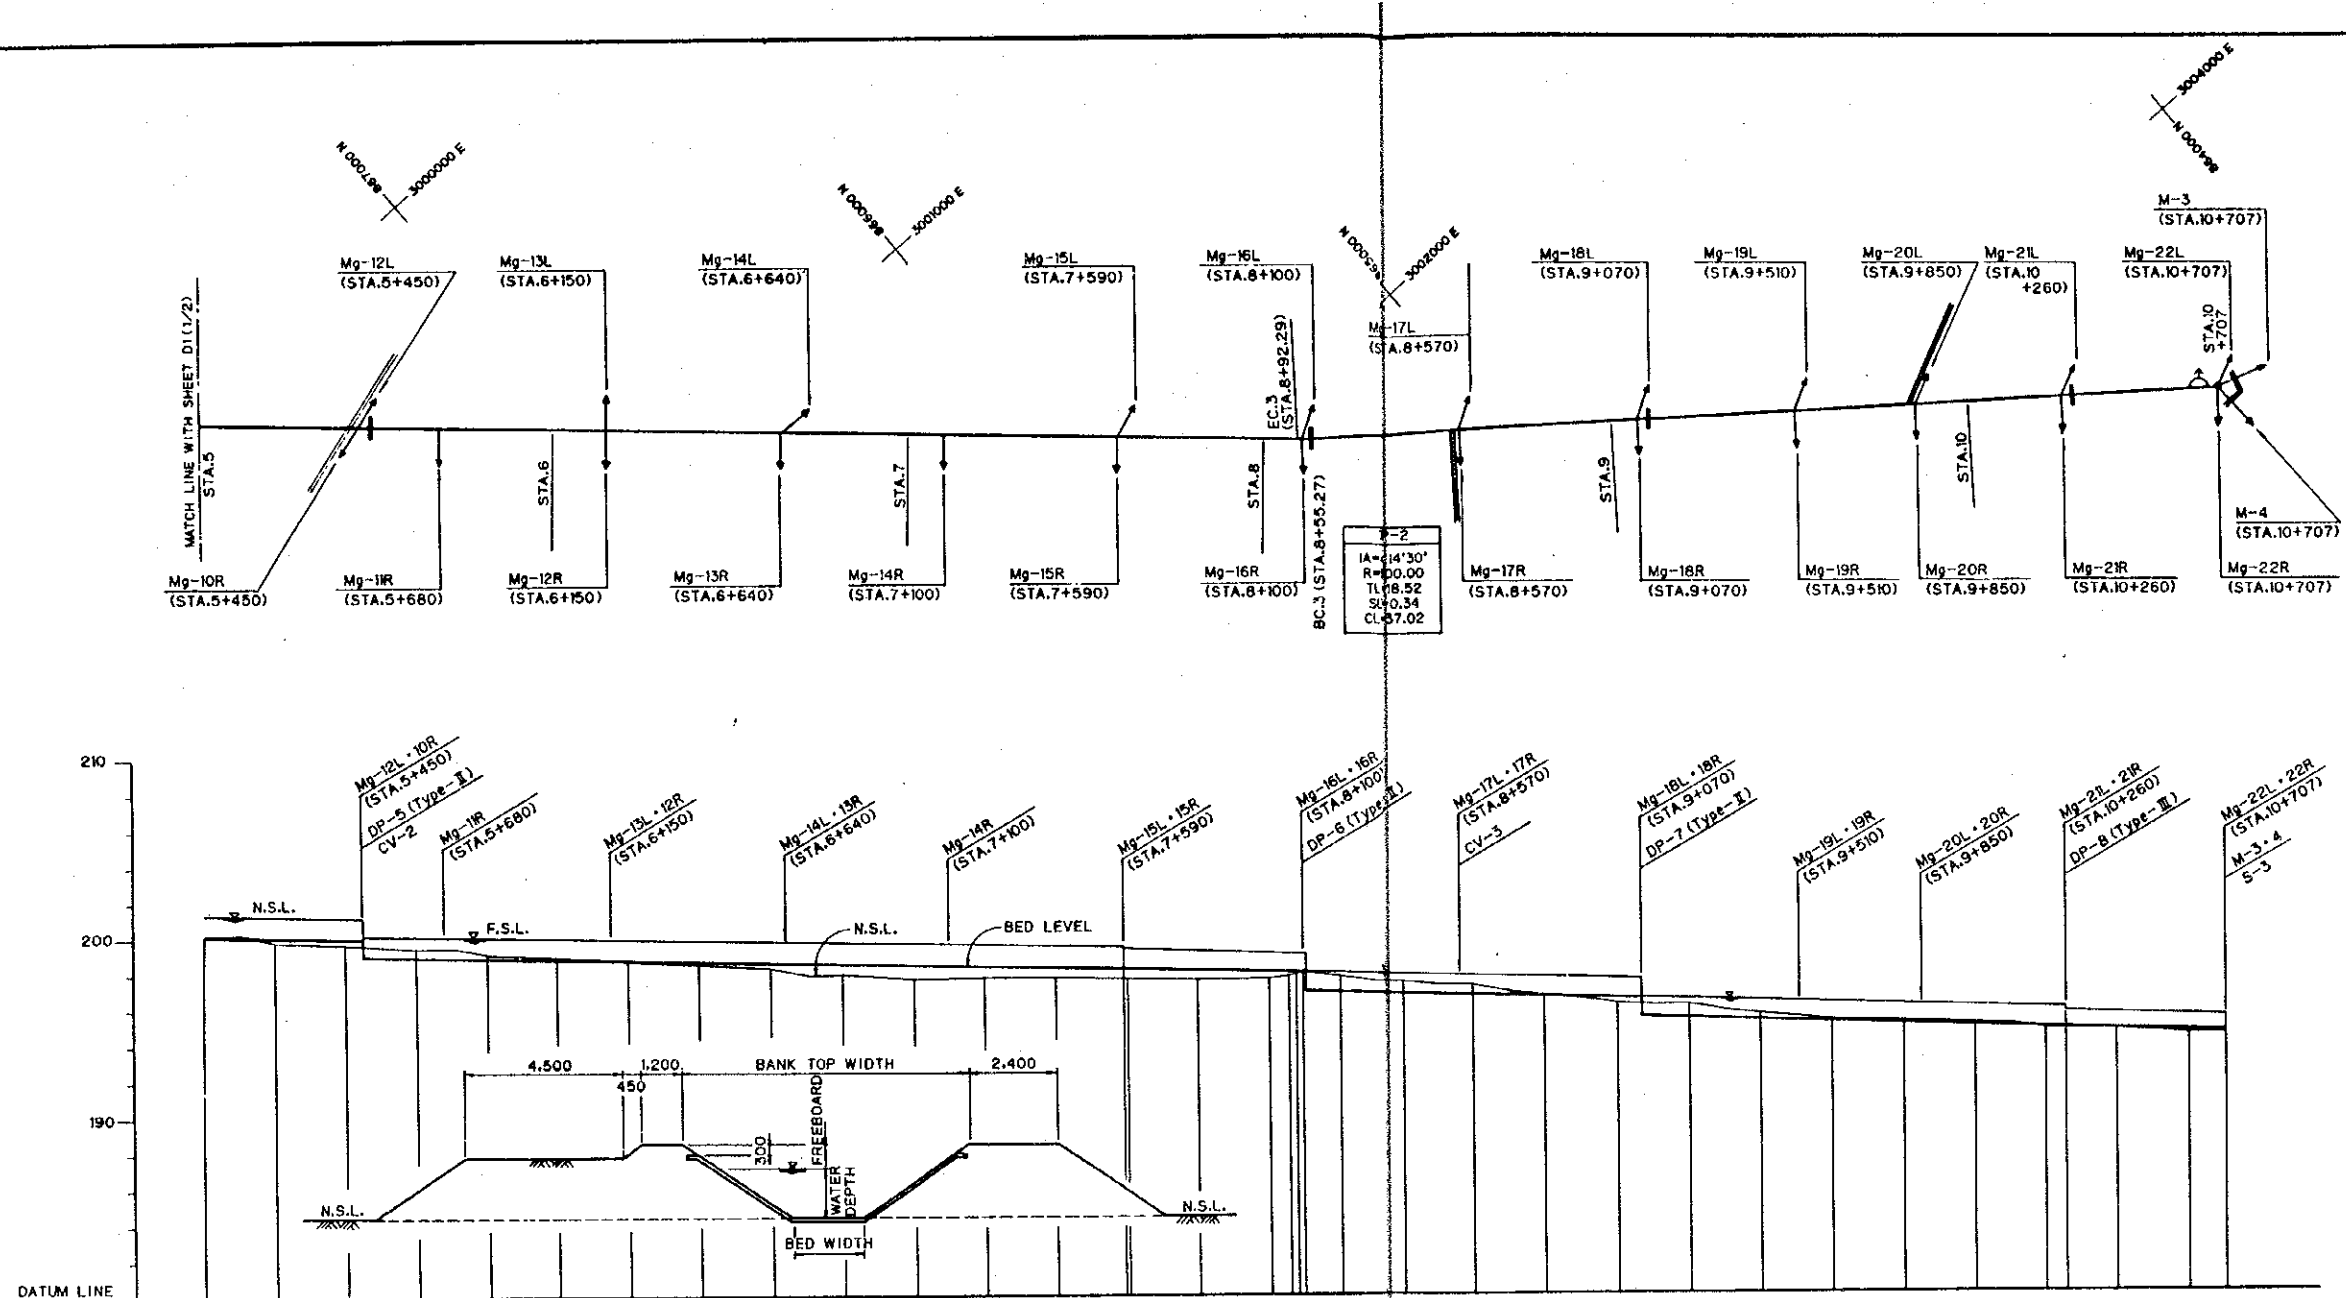 3004000 E
864000 N
867000 N
3000000 E
866000 N
3001000 E
865000 N
3002000 E
M-3
(STA.10+707)
Mg-12L
(STA.5+450)
Mg-13L
(STA.6+150)
Mg-14L
(STA.6+640)
Mg-15L
(STA.7+590)
Mg-16L
(STA.8+100)
Mg-17L
(STA.8+570)
Mg-18L
(STA.9+070)
Mg-19L
(STA.9+510)
Mg-20L
(STA.9+850)
Mg-21L
(STA.10
+260)
Mg-22L
(STA.10+707)
STA.10
+707
MATCH LINE WITH SHEET D1(1/2)
STA.5
STA.6
STA.7
STA.8
EC.3
(STA.8+92.29)
BC.3 (STA.8+55.27)
STA.9
STA.10
M-4
(STA.10+707)
Mg-10R
(STA.5+450)
Mg-11R
(STA.5+680)
Mg-12R
(STA.6+150)
Mg-13R
(STA.6+640)
Mg-14R
(STA.7+100)
Mg-15R
(STA.7+590)
Mg-16R
(STA.8+100)
-2
14'30"
00.00
18.52
0.34
37.02
Mg-17R
(STA.8+570)
Mg-18R
(STA.9+070)
Mg-19R
(STA.9+510)
Mg-20R
(STA.9+850)
Mg-21R
(STA.10+260)
Mg-22R
(STA.10+707)
210
Mg-12L・10R
(STA.5+450)
DP-5 (Type-Ⅱ)
CV-2
Mg-11R
(STA.5+680)
Mg-13L・12R
(STA.6+150)
Mg-14L・13R
(STA.6+640)
Mg-14R
(STA.7+100)
Mg-15L・15R
(STA.7+590)
Mg-16L・16R
(STA.8+100)
DP-6 (Type-Ⅱ)
Mg-17L・17R
(STA.8+570)
CV-3
Mg-18L・18R
(STA.9+070)
DP-7 (Type-Ⅱ)
Mg-19L・19R
(STA.9+510)
Mg-20L・20R
(STA.9+850)
Mg-21L・21R
(STA.10+260)
DP-8 (Type-Ⅲ)
Mg-22L・22R
(STA.10+707)
M-3・4
S-3
N.S.L.
200
F.S.L.
N.S.L.
BED LEVEL
4.500
450
1.200
BANK TOP WIDTH
2.400
190
300
FREEBOARD
WATER
DEPTH
N.S.L.
N.S.L.
BED WIDTH
DATUM LINE